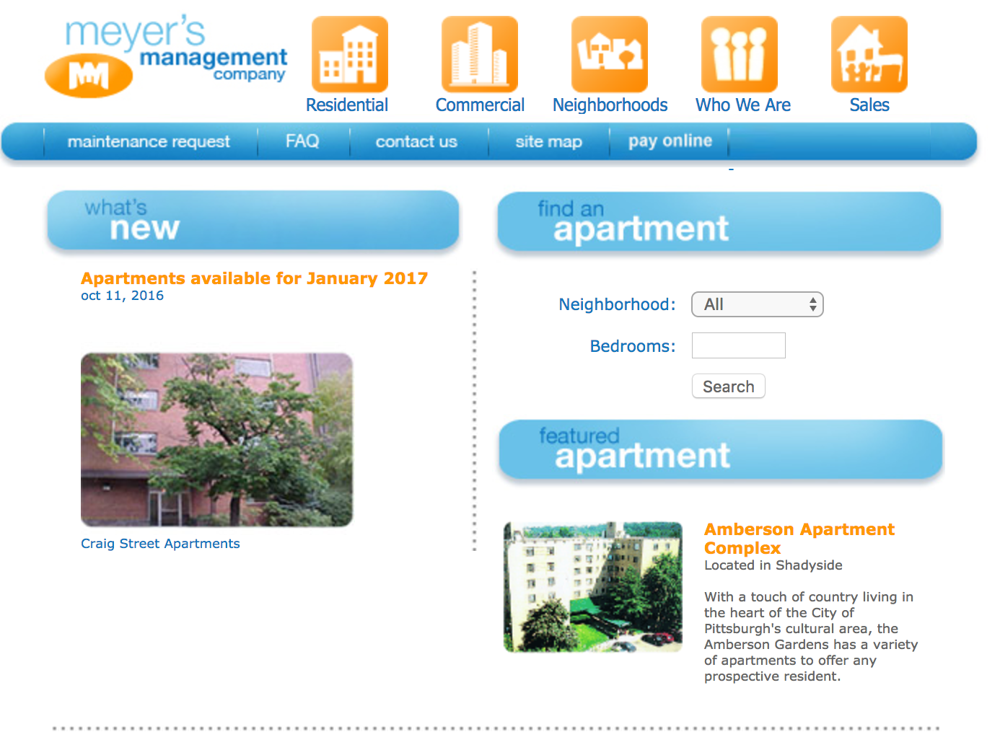 meyer's
management
company
MM
Residential
Commercial
Neighborhoods
Who We Are
Sales
maintenance request
FAQ
contact us
site map
pay online
what's
new
Apartments available for January 2017
oct 11, 2016
Craig Street Apartments
find an
apartment
Neighborhood: All
Bedrooms:
Search
featured
apartment
Amberson Apartment
Complex
Located in Shadyside
With a touch of country living in
the heart of the City of
Pittsburgh's cultural area, the
Amberson Gardens has a variety
of apartments to offer any
prospective resident.